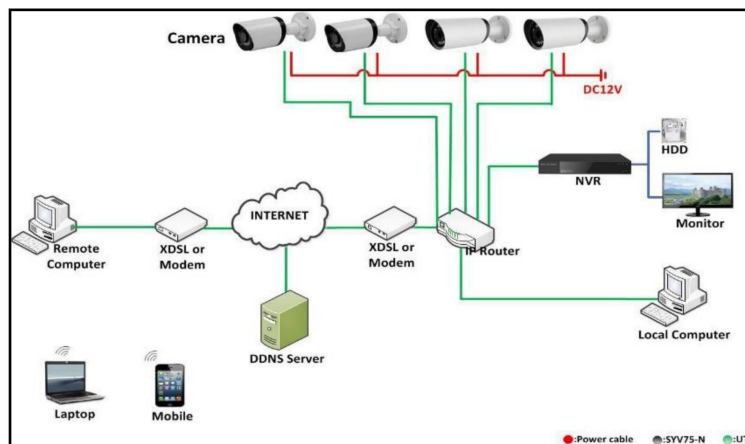 Camera
DC12V
HDD
NVR
Monitor
INTERNET
Remote
Computer
XDSL or
Modem
XDSL or
Modem
IP Router
DDNS Server
Local Computer
Laptop
Mobile
:Power cable :SYV75-N